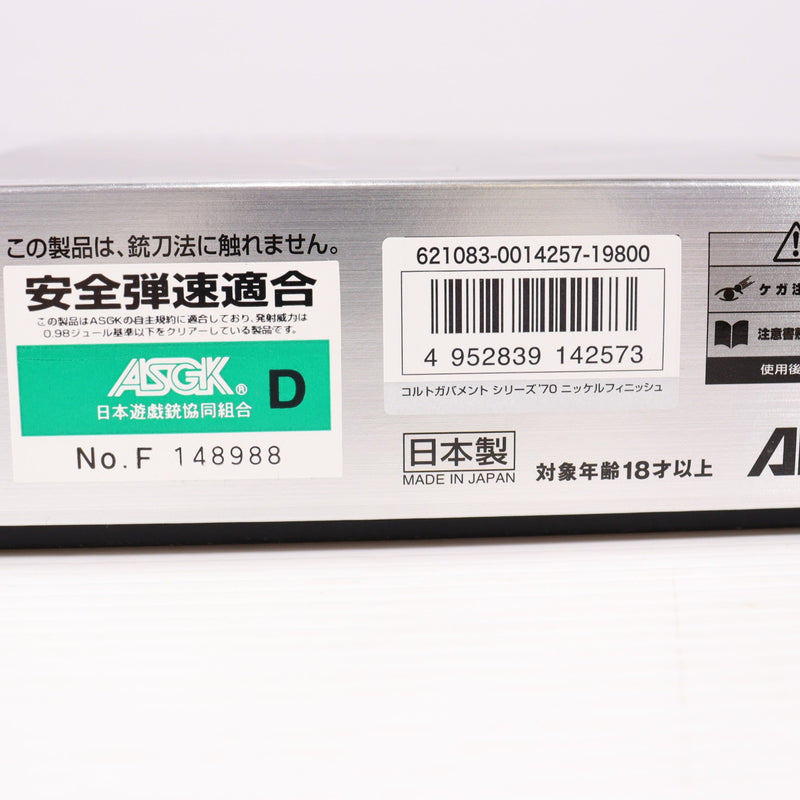 この製品は、銃刀法に触れません。
安全弾速適合
この製品はASGKの自主規約に適合しており、発射威力は
0.98ジュール基準以下をクリアーしている製品です。
ASGK® D
日本遊戯銃協同組合
No.F 148988
621083-0014257-19800
4 952839 142573
コルトガバメント シリーズ'70 ニッケルフィニッシュ
日本製
MADE IN JAPAN
対象年齢18才以上
ケガ注
注意書
使用後